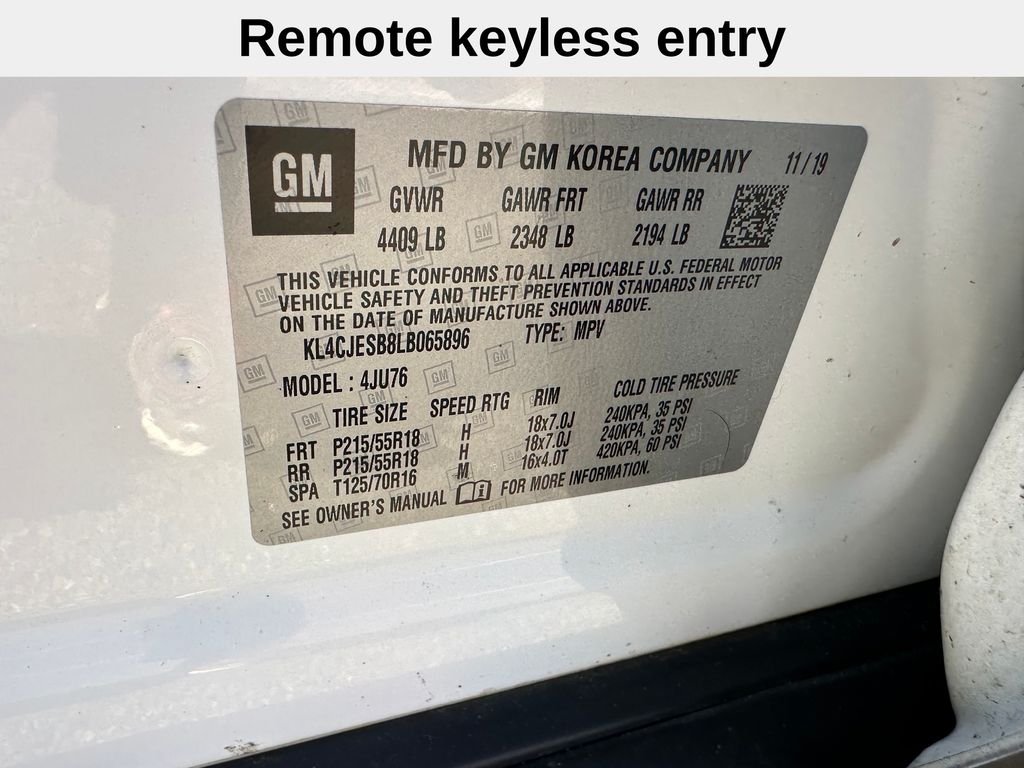 Remote keyless entry
GM
MFD BY GM KOREA COMPANY 11/19
GVWR GAWR FRT GAWR RR
4409 LB 2348 LB 2194 LB
THIS VEHICLE CONFORMS TO ALL APPLICABLE U.S. FEDERAL MOTOR
VEHICLE SAFETY AND THEFT PREVENTION STANDARDS IN EFFECT
ON THE DATE OF MANUFACTURE SHOWN ABOVE.
KL4CJESB8LB065896 TYPE: MPV
MODEL : 4JU76
TIRE SIZE SPEED RTG RIM COLD TIRE PRESSURE
FRT P215/55R18 H 18x7.0J 240KPA, 35 PSI
RR P215/55R18 H 18x7.0J 240KPA, 35 PSI
SPA T125/70R16 M 16x4.0T 420KPA, 60 PSI
SEE OWNER'S MANUAL FOR MORE INFORMATION.